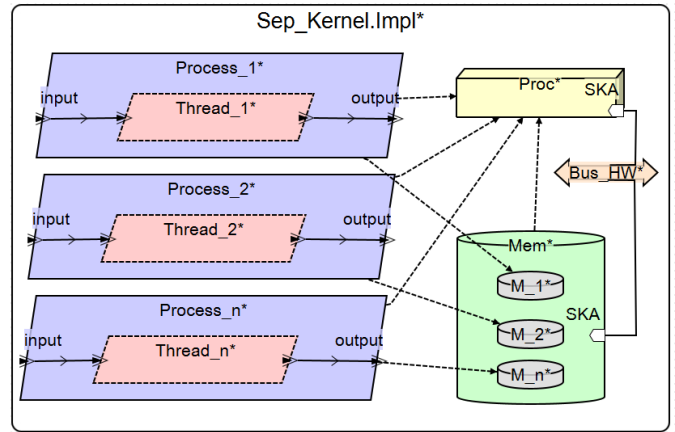 Sep_Kernel.Impl*
Process_1*
input
Thread_1*
output
Proc*
SKA
Process_2*
input
Thread_2*
output
Bus_HW*
Process_n*
input
Thread_n*
output
Mem*
M_1*
M_2*
M_n*
SKA